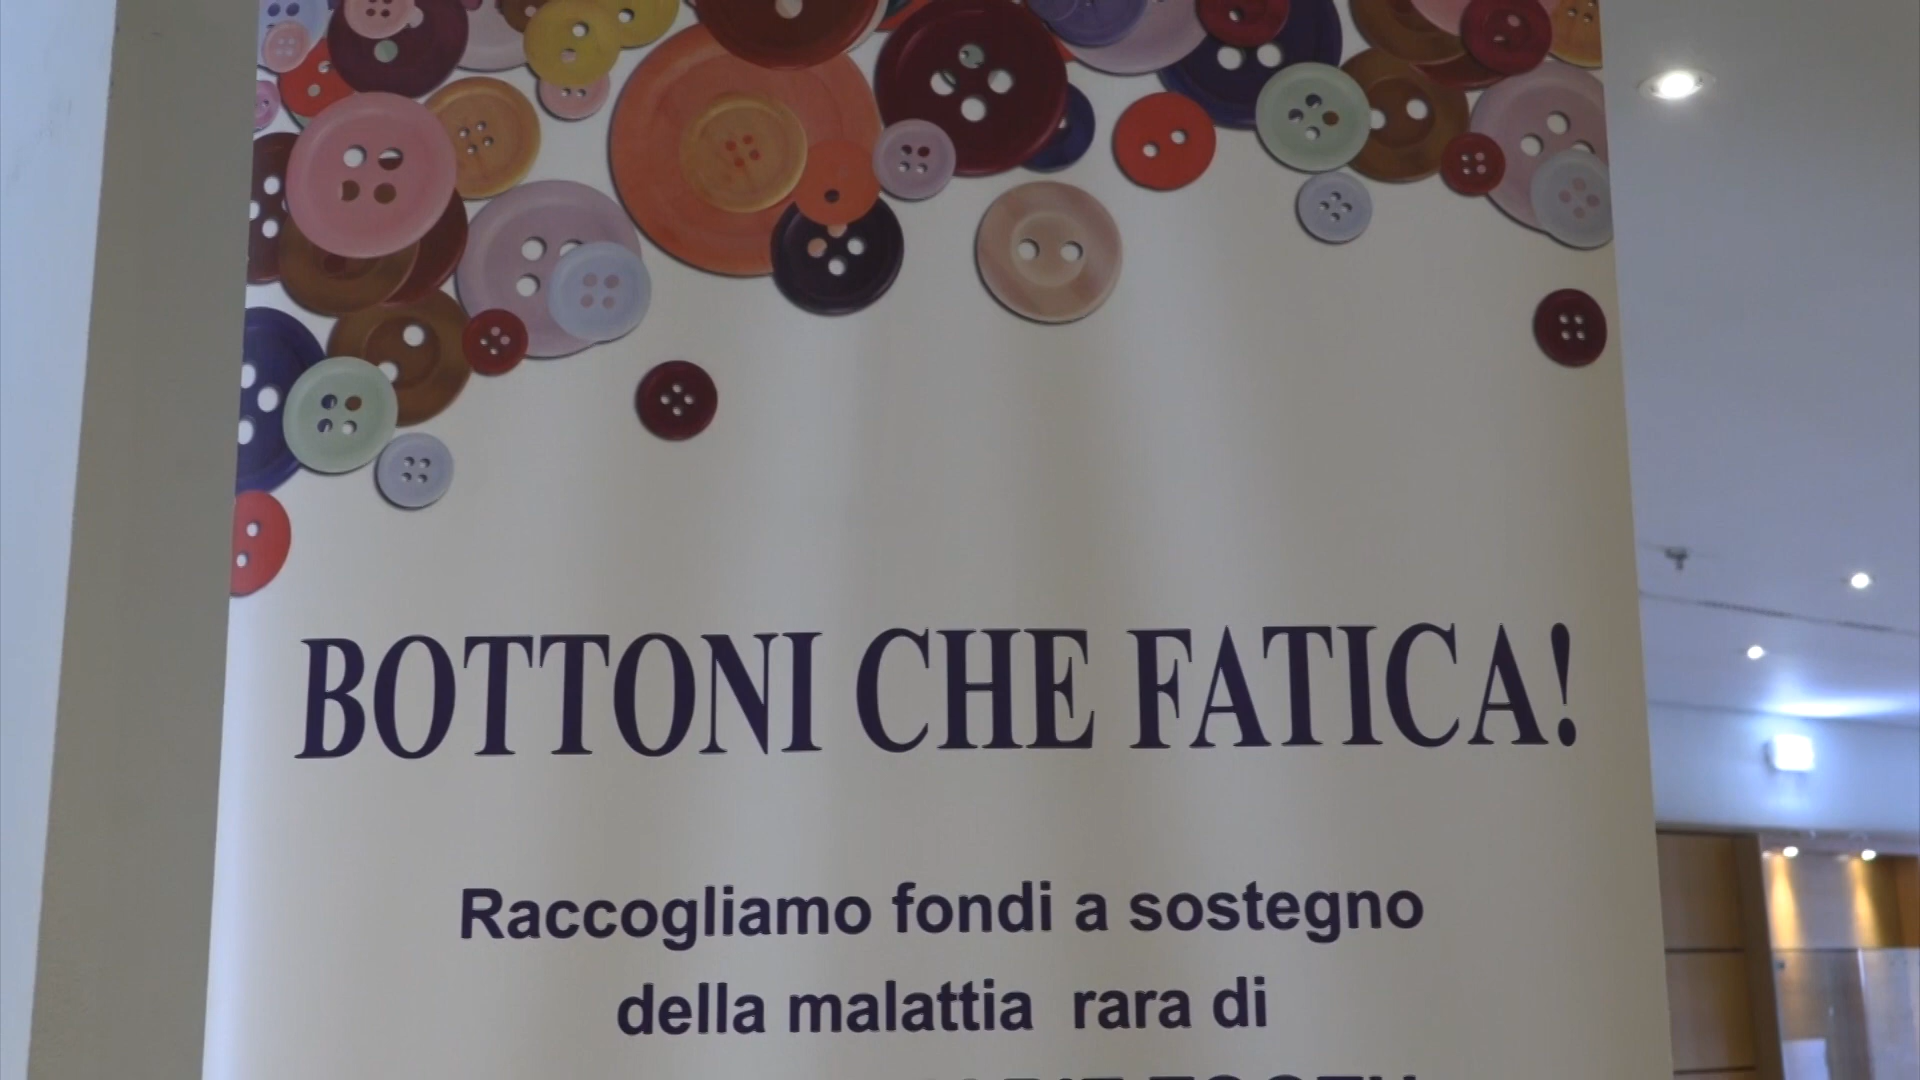 BOTTONI CHE FATICA!
Raccogliamo fondi a sostegno
della malattia rara di